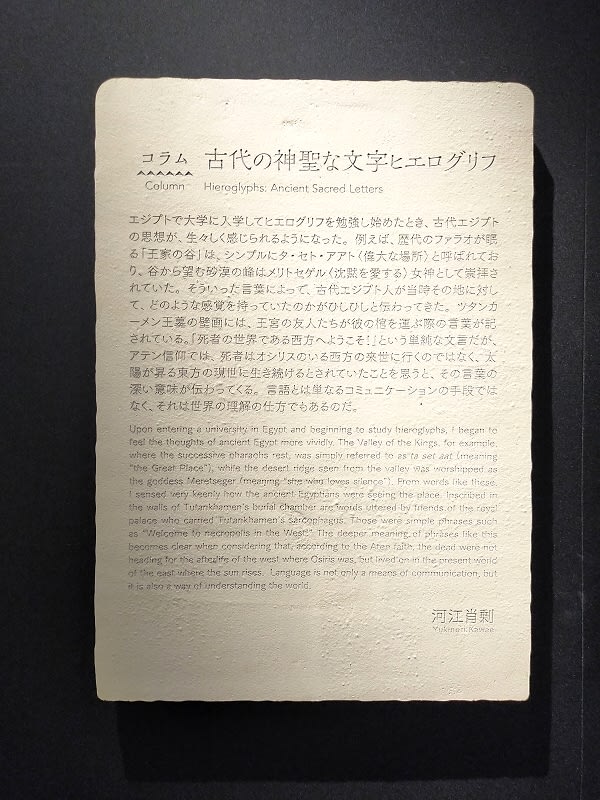 コラム 古代の神聖な文字ヒエログリフ
Column Hieroglyphs: Ancient Sacred Letters
エジプトで大学に入学してヒエログリフを勉強し始めたとき、古代エジプト
の思想が、生々しく感じられるようになった。例えば、歴代のファラオが眠
る「王家の谷」は、シンプルにタ・セト・アアト〈偉大な場所〉と呼ばれてお
り、谷から望む砂漠の峰はメリトセゲル〈沈黙を愛する〉女神として崇拝さ
れていた。そういった言葉によって、古代エジプト人が当時その地に対し
て、どのような感覚を持っていたのかがひしひしと伝わってきた。ツタンカ
ーメン王墓の壁画には、王宮の友人たちが彼の棺を運ぶ際の言葉が記
されている。「死者の世界である西方へようこそ!」という単純な文言だが、
アテン信仰では、死者はオシリスのいる西方の来世に行くのではなく、太
陽が昇る東方の現世に生き続けるとされていたことを思うと、その言葉の
深い意味が伝わってくる。言語とは単なるコミュニケーションの手段では
なく、それは世界の理解の仕方でもあるのだ。
Upon entering a university in Egypt and beginning to study hieroglyphs, I began to
feel the thoughts of ancient Egypt more vividly. The Valley of the Kings, for example,
where the successive pharaohs rest, was simply referred to as ta set aat (meaning
"the Great Place"), while the desert ridge seen from the valley was worshipped as
the goddess Meretseger (meaning "she who loves silence"). From words like these,
I sensed very keenly how the ancient Egyptians were seeing the place. Inscribed in
the walls of Tutankhamen's burial chamber are words uttered by friends of the royal
palace who carried Tutankhamen's sarcophagus. Those were simple phrases such
as "Welcome to necropolis in the West!" The deeper meaning of phrases like this
becomes clear when considering that, according to the Aten faith, the dead were not
heading for the afterlife of the west where Osiris was, but lived on in the present world
of the east where the sun rises. Language is not only a means of communication, but
it is also a way of understanding the world.
河江肖剰
Yukinori Kawae